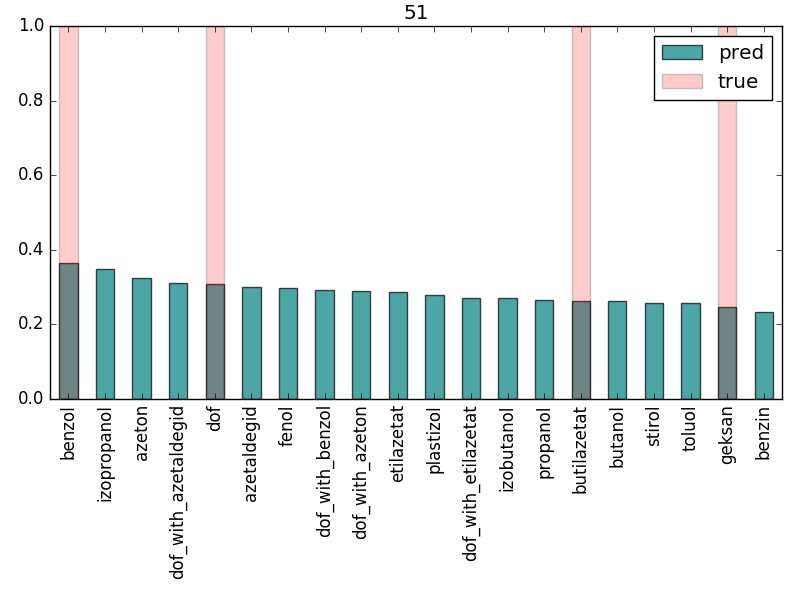 51
1.0
0.8
0.6
0.4
0.2
0.0
pred
true
benzol
izopropanol
azeton
dof_with_azetaldegid
dof
azetaldegid
fenol
dof_with_benzol
dof_with_azeton
etilazetat
plastizol
dof_with_etilazetat
izobutanol
propanol
butilazetat
butanol
stirol
toluol
geksan
benzin